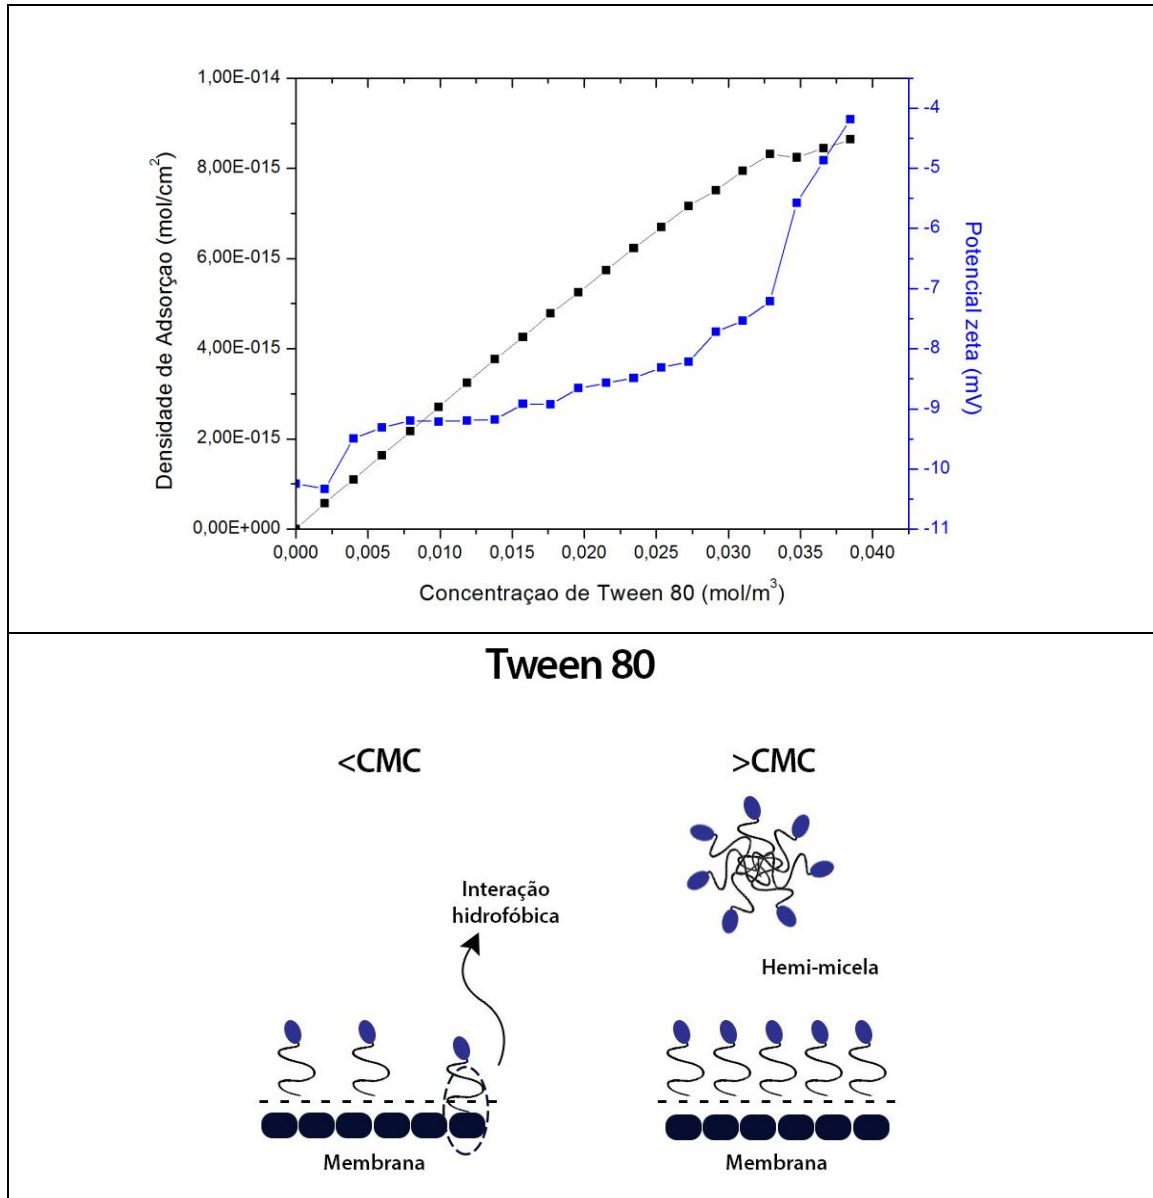 1,00E-014
8,00E-015
6,00E-015
4,00E-015
2,00E-015
0,00E+000
Densidade de Adsorçao (mol/cm²)
-4
-5
-6
-7
-8
-9
-10
-11
Potencial zeta (mV)
0,000 0,005 0,010 0,015 0,020 0,025 0,030 0,035 0,040
Concentraçao de Tween 80 (mol/m³)
Tween 80
<CMC
>CMC
Interação
hidrofóbica
Hemi-micela
Membrana
Membrana